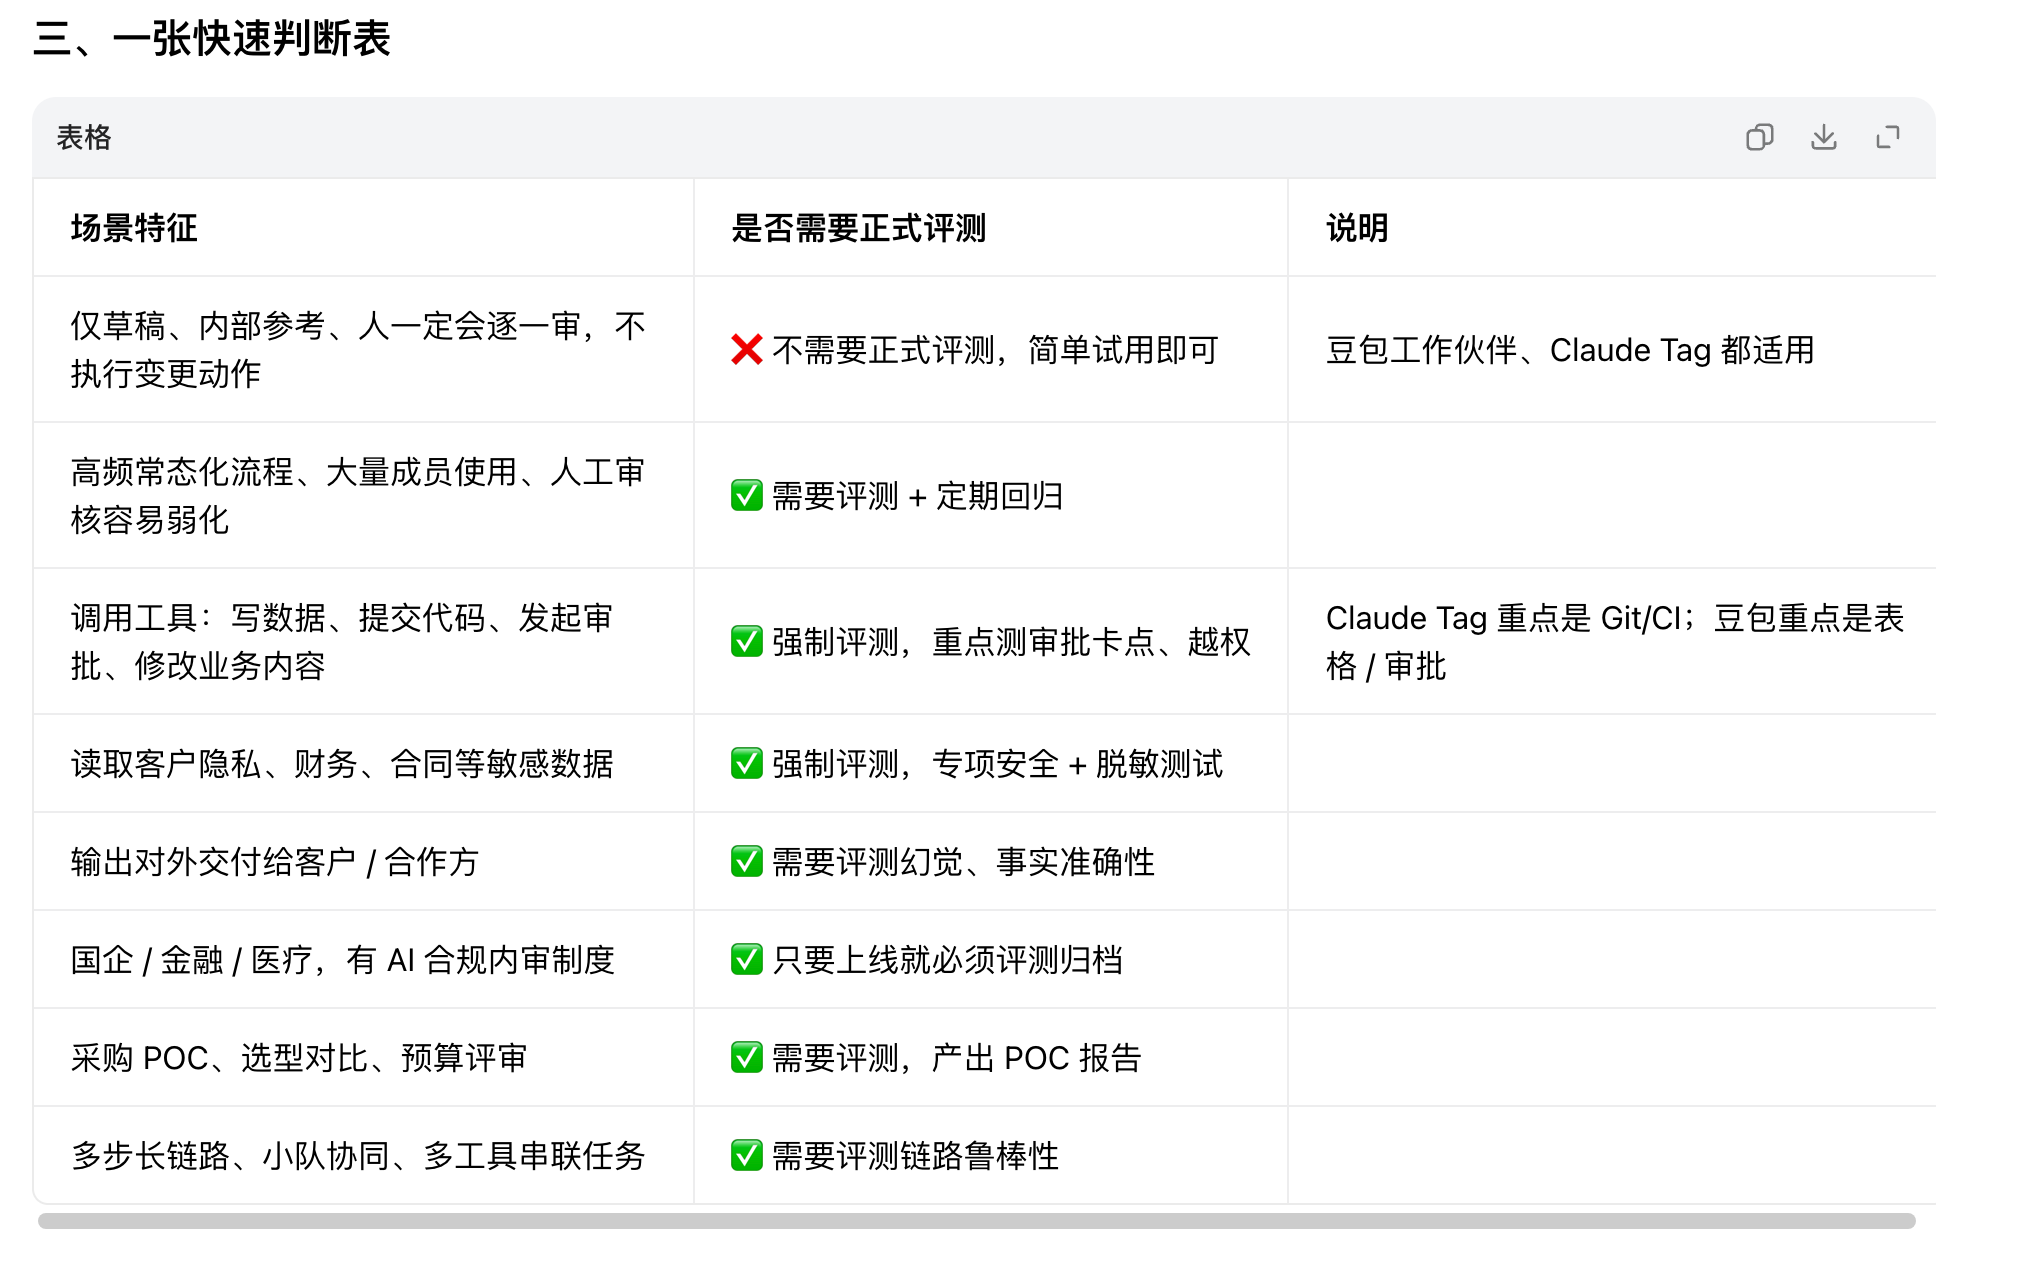 三、一张快速判断表
表格
场景特征
是否需要正式评测
说明
仅草稿、内部参考、人一定会逐一审，不
执行变更动作
❌ 不需要正式评测，简单试用即可
豆包工作伙伴、Claude Tag 都适用
高频常态化流程、大量成员使用、人工审
核容易弱化
✅ 需要评测 + 定期回归
调用工具：写数据、提交代码、发起审
批、修改业务内容
✅ 强制评测，重点测审批卡点、越权
Claude Tag 重点是 Git/CI；豆包重点是表
格 / 审批
读取客户隐私、财务、合同等敏感数据
✅ 强制评测，专项安全 + 脱敏测试
输出对外交付给客户 / 合作方
✅ 需要评测幻觉、事实准确性
国企 / 金融 / 医疗，有 AI 合规内审制度
✅ 只要上线就必须评测归档
采购 POC、选型对比、预算评审
✅ 需要评测，产出 POC 报告
多步长链路、小队协同、多工具串联任务
✅ 需要评测链路鲁棒性